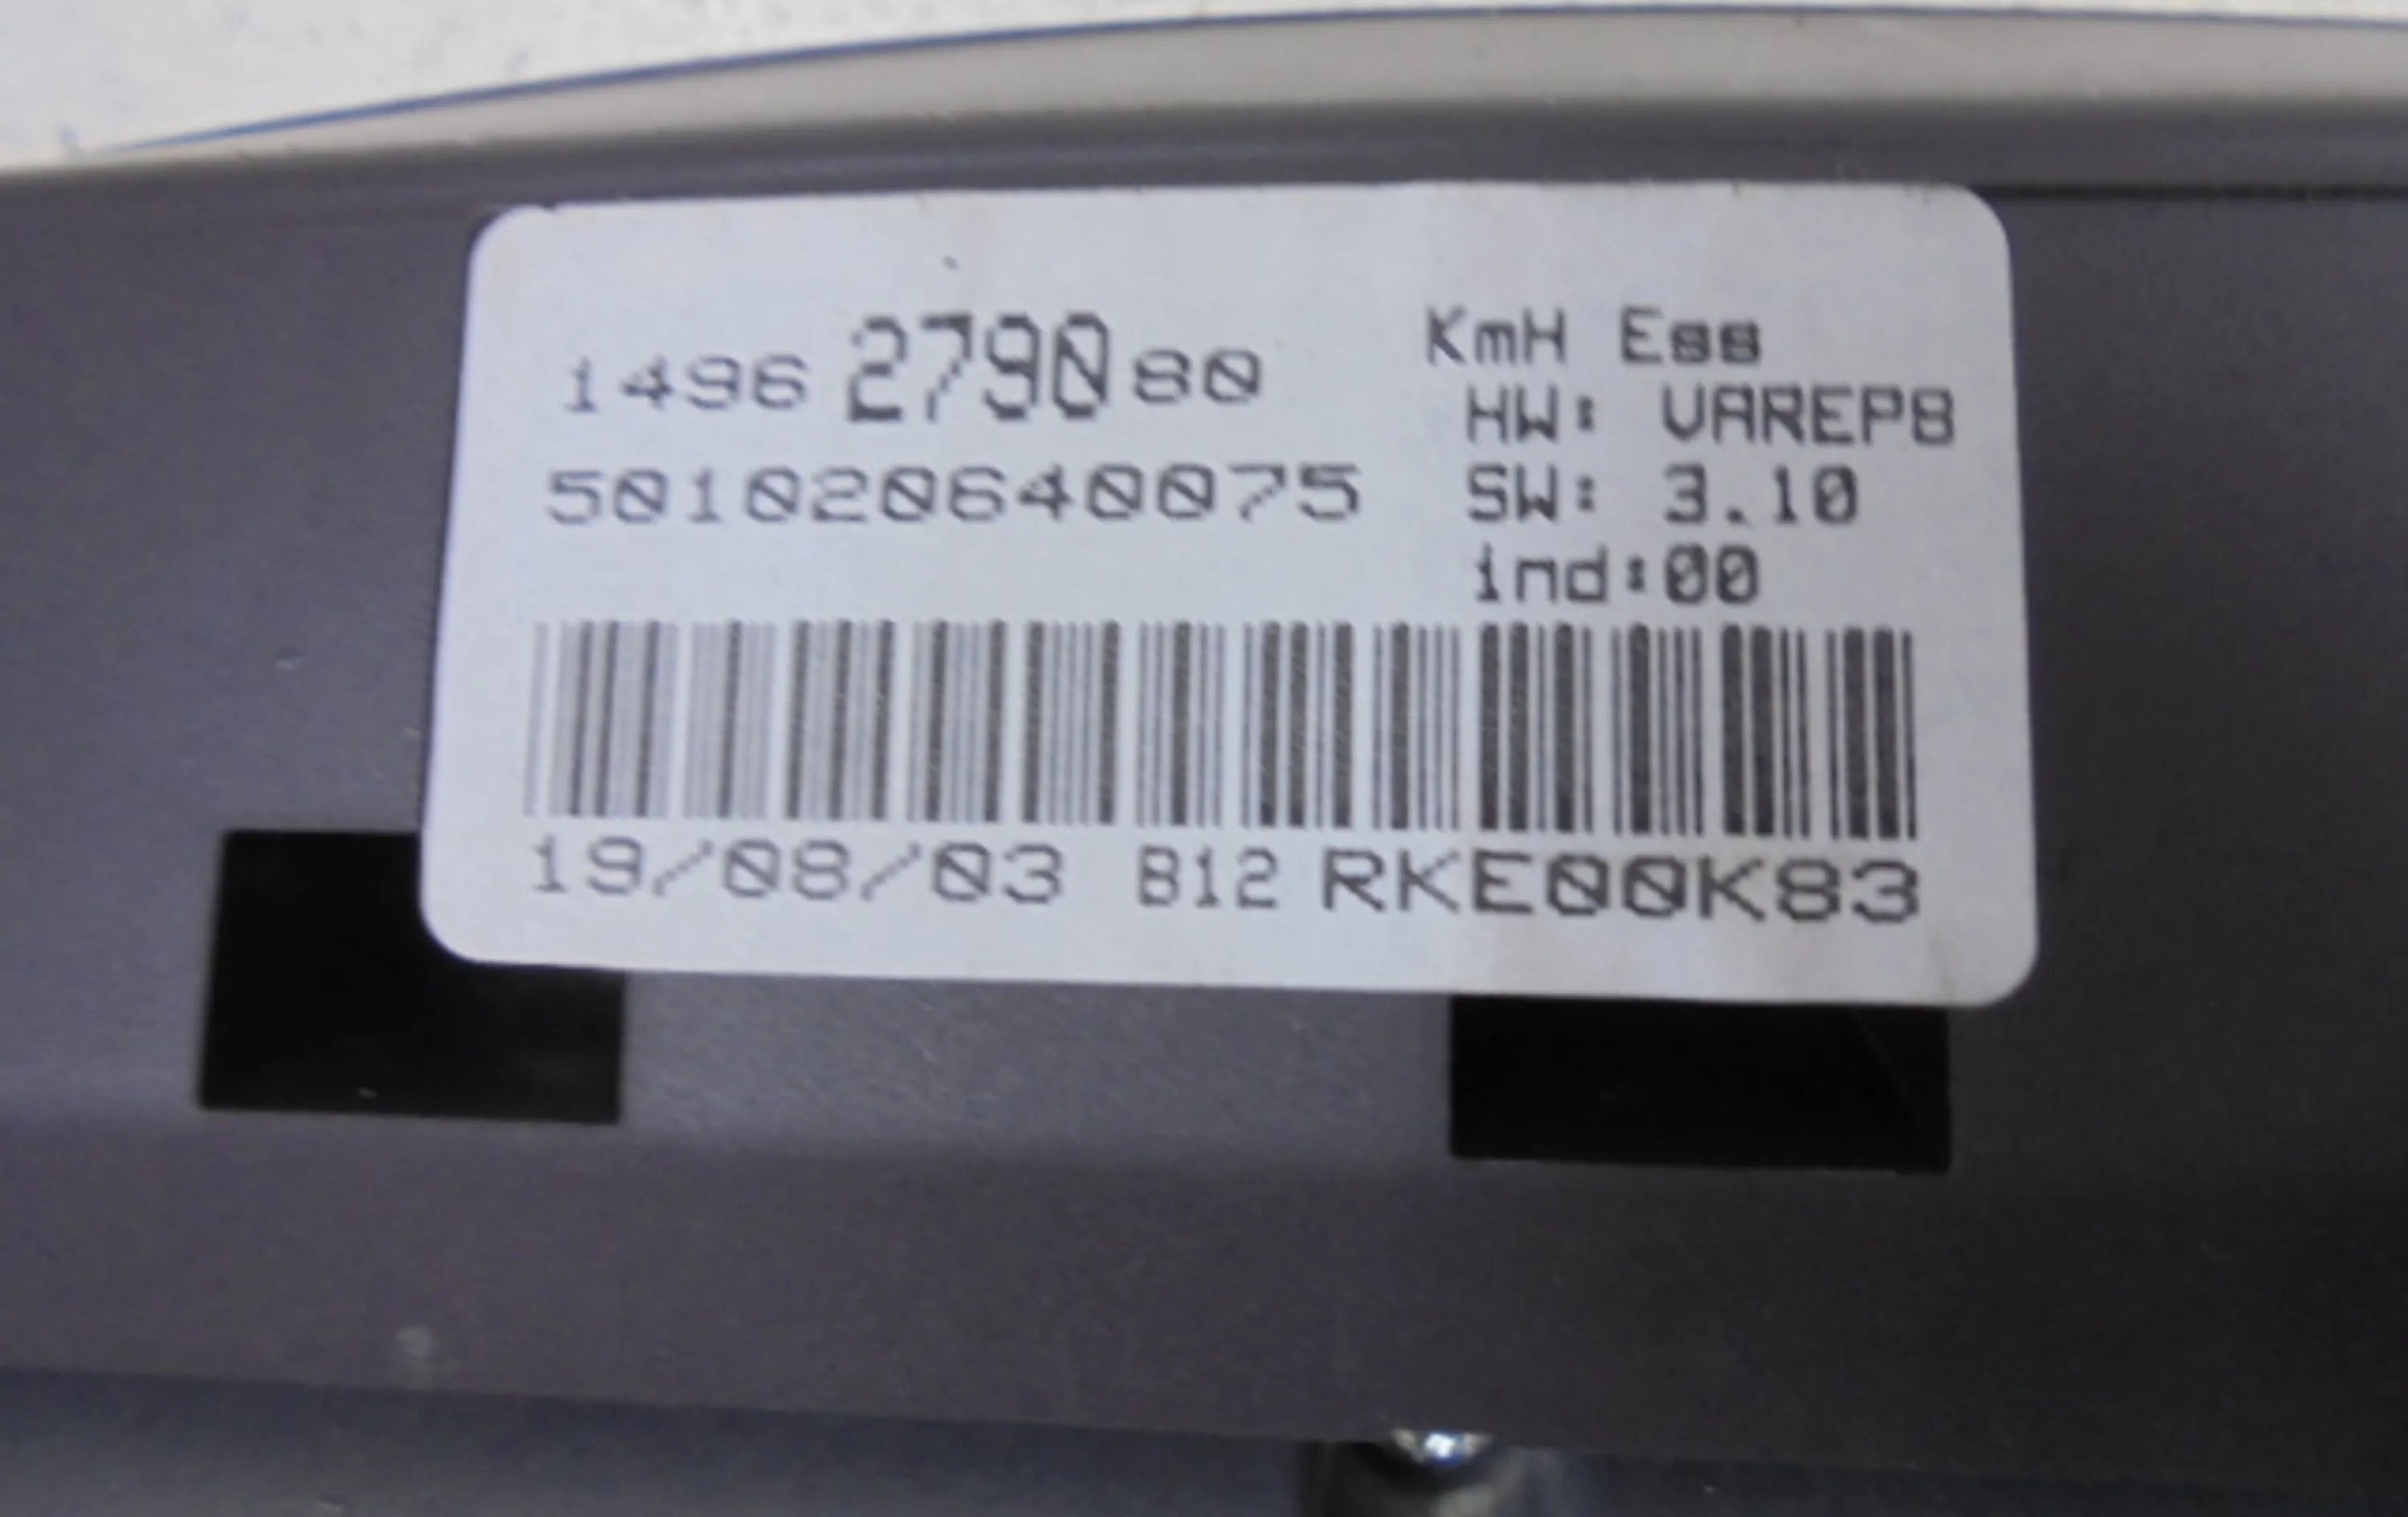 1496 2790 80
501020640075
KmH Ess
HW: VAREP8
SW: 3.10
ind:00
19/08/03 B12 RKE00K83